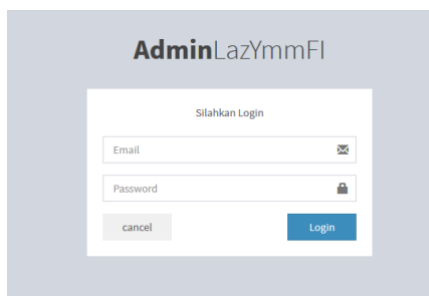 AdminLazYmmFI
Silahkan Login
Email
Password
cancel Login